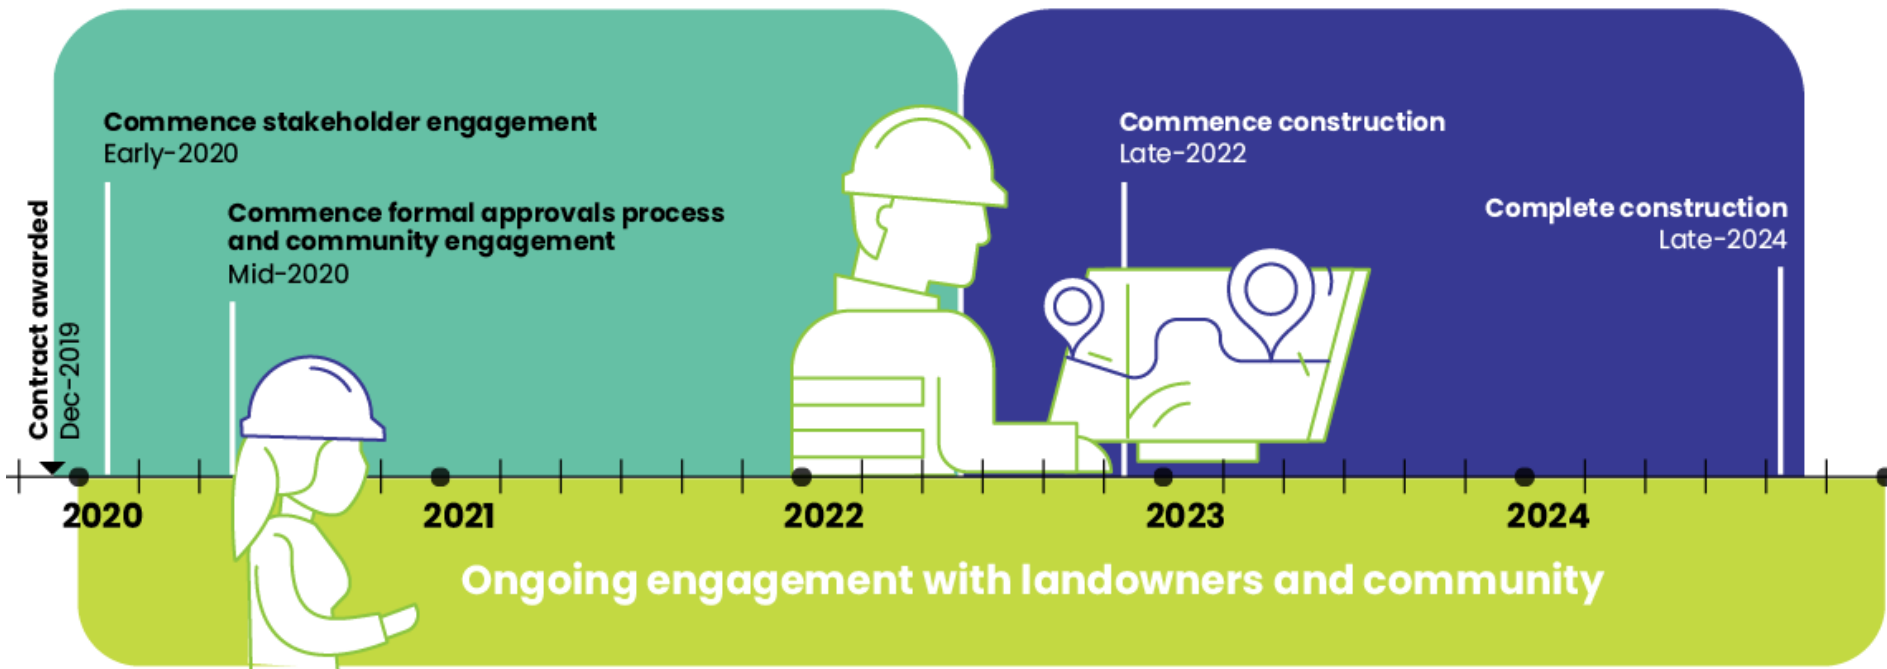 Contract awarded
Dec-2019
Commence stakeholder engagement
Early-2020
Commence formal approvals process
and community engagement
Mid-2020
Commence construction
Late-2022
Complete construction
Late-2024
2020 2021 2022 2023 2024
Ongoing engagement with landowners and community